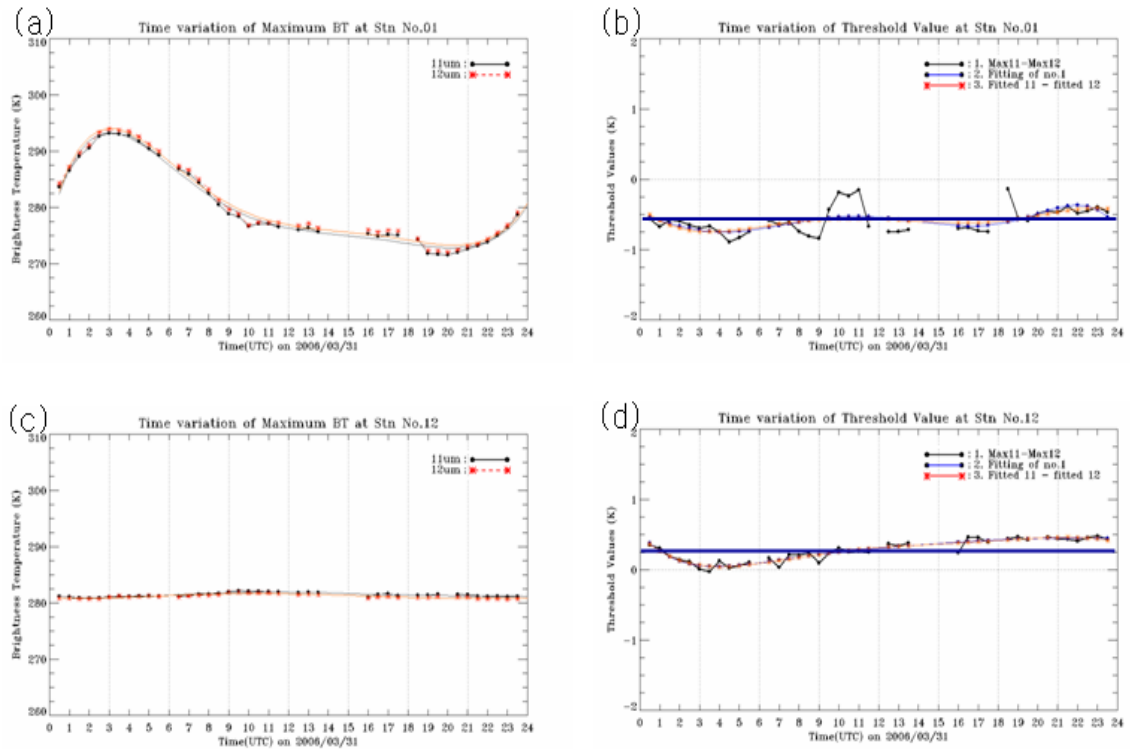 (a)
Time variation of Maximum BT at Stn No.01
310
300
290
280
270
260
Brightness Temperature (K)
11um :
12um :
0 1 2 3 4 5 6 7 8 9 10 11 12 13 14 15 16 17 18 19 20 21 22 23 24
Time(UTC) on 2006/03/31
(b)
Time variation of Threshold Value at Stn No.01
2
1
0
-1
-2
Threshold Values (K)
: 1. Max11-Max12
: 2. Fitting of no.1
: 3. Fitted 11 - fitted 12
0 1 2 3 4 5 6 7 8 9 10 11 12 13 14 15 16 17 18 19 20 21 22 23 24
Time(UTC) on 2006/03/31
(c)
Time variation of Maximum BT at Stn No.12
310
300
290
280
270
260
Brightness Temperature (K)
11um :
12um :
0 1 2 3 4 5 6 7 8 9 10 11 12 13 14 15 16 17 18 19 20 21 22 23 24
Time(UTC) on 2006/03/31
(d)
Time variation of Threshold Value at Stn No.12
2
1
0
-1
-2
Threshold Values (K)
: 1. Max11-Max12
: 2. Fitting of no.1
: 3. Fitted 11 - fitted 12
0 1 2 3 4 5 6 7 8 9 10 11 12 13 14 15 16 17 18 19 20 21 22 23 24
Time(UTC) on 2006/03/31